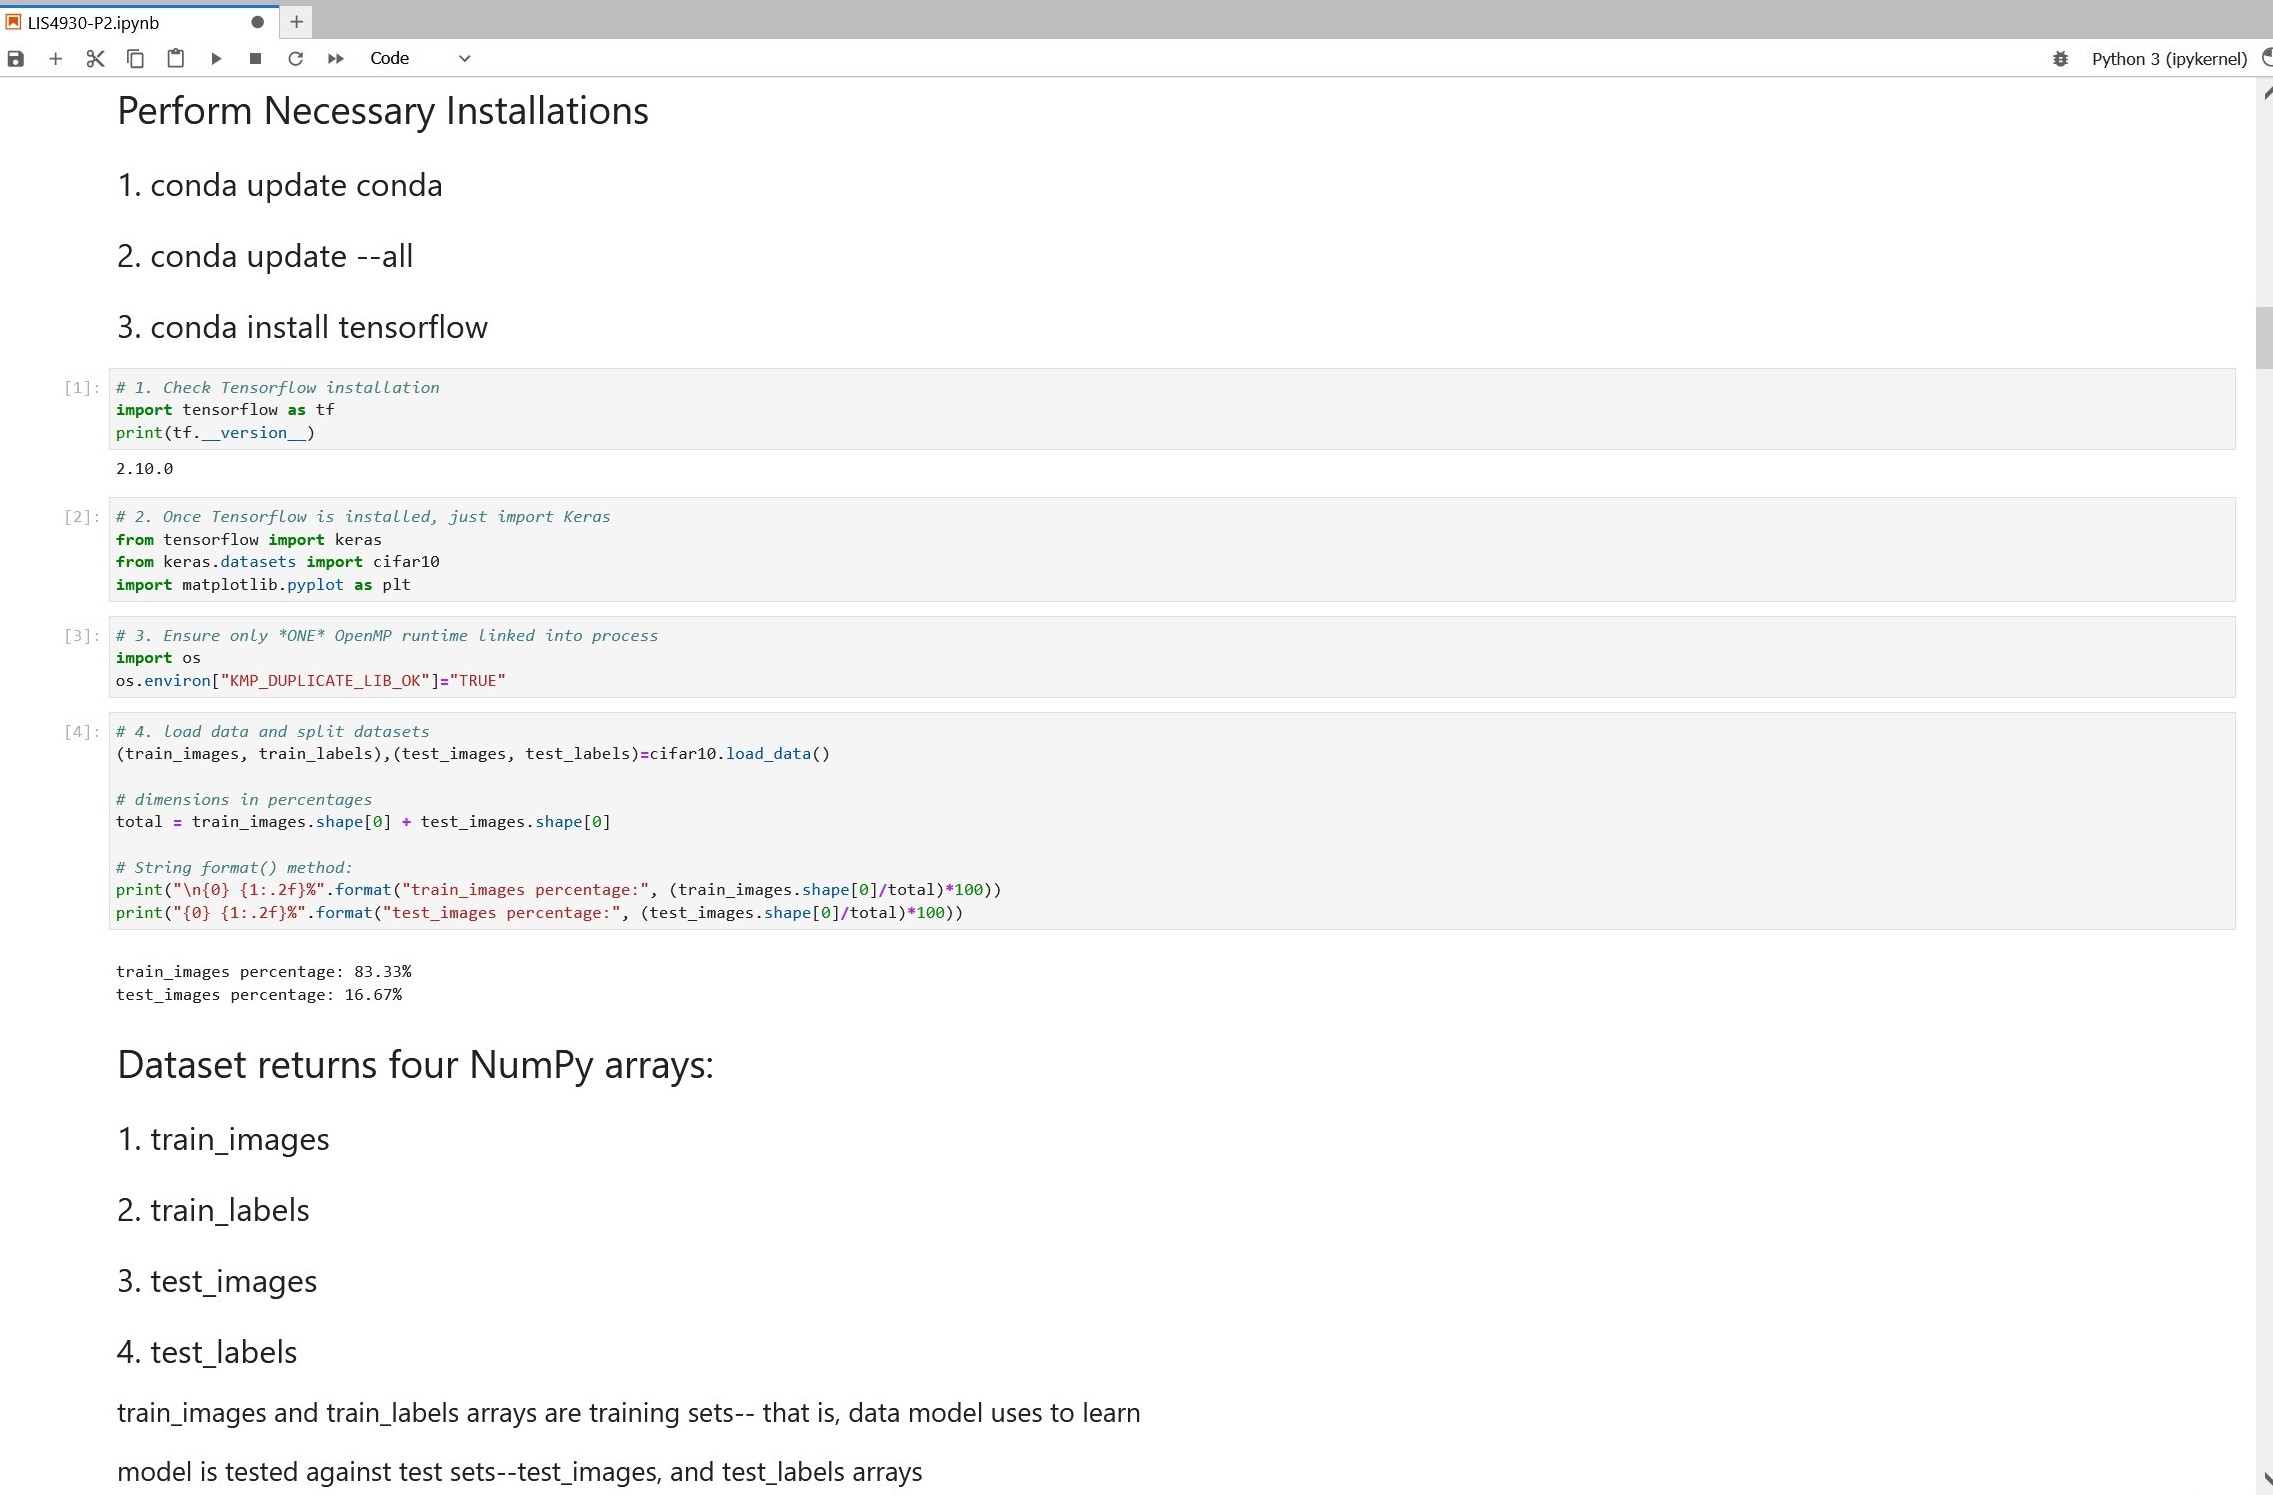 LIS4930-P2.ipynb
Code
Python 3 (ipykernel)
Perform Necessary Installations
1. conda update conda
2. conda update --all
3. conda install tensorflow
[1]: # 1. Check Tensorflow installation
import tensorflow as tf
print(tf.__version__)
2.10.0
[2]: # 2. Once Tensorflow is installed, just import Keras
from tensorflow import keras
from keras.datasets import cifar10
import matplotlib.pyplot as plt
[3]: # 3. Ensure only *ONE* OpenMP runtime linked into process
import os
os.environ["KMP_DUPLICATE_LIB_OK"]="TRUE"
[4]: # 4. load data and split datasets
(train_images, train_labels),(test_images, test_labels)=cifar10.load_data()
# dimensions in percentages
total = train_images.shape[0] + test_images.shape[0]
# String format() method:
print("\n{0} {1:.2f}%".format("train_images percentage:", (train_images.shape[0]/total)*100))
print("{0} {1:.2f}%".format("test_images percentage:", (test_images.shape[0]/total)*100))
train_images percentage: 83.33%
test_images percentage: 16.67%
Dataset returns four NumPy arrays:
1. train_images
2. train_labels
3. test_images
4. test_labels
train_images and train_labels arrays are training sets-- that is, data model uses to learn
model is tested against test sets--test_images, and test_labels arrays